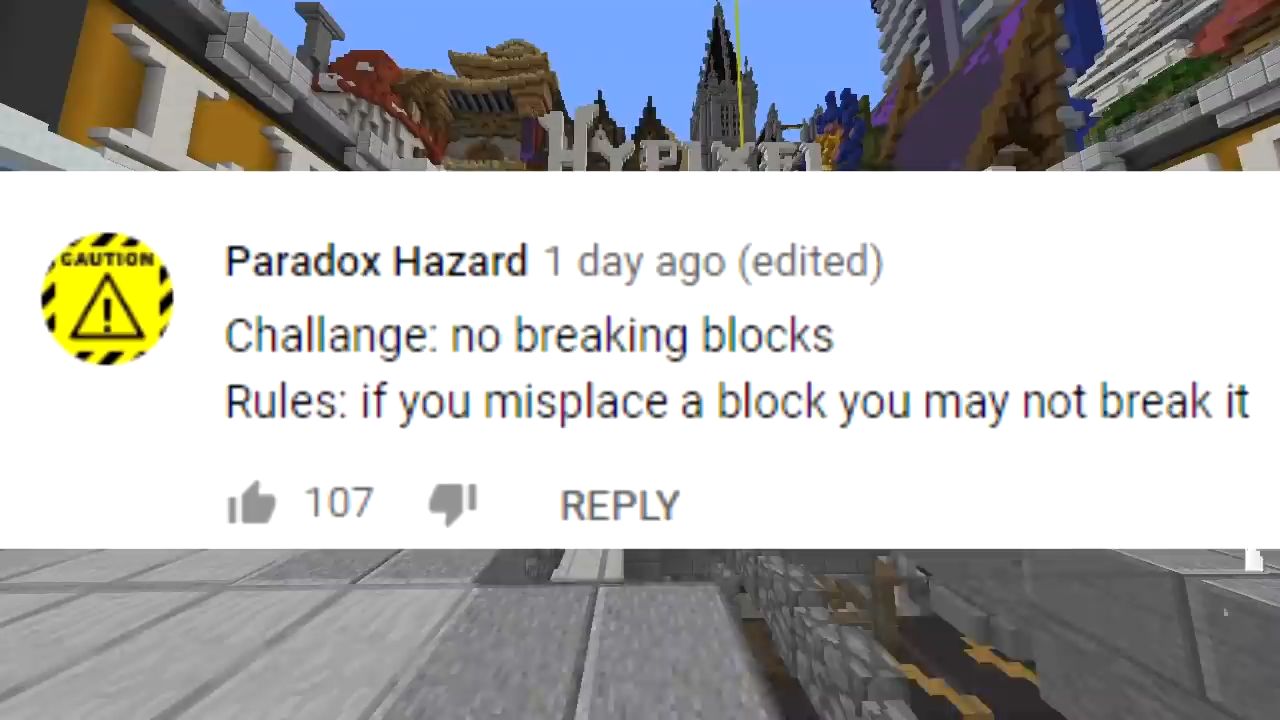 HYPIXEL
CAUTION
Paradox Hazard 1 day ago (edited)
Challange: no breaking blocks
Rules: if you misplace a block you may not break it
107 REPLY